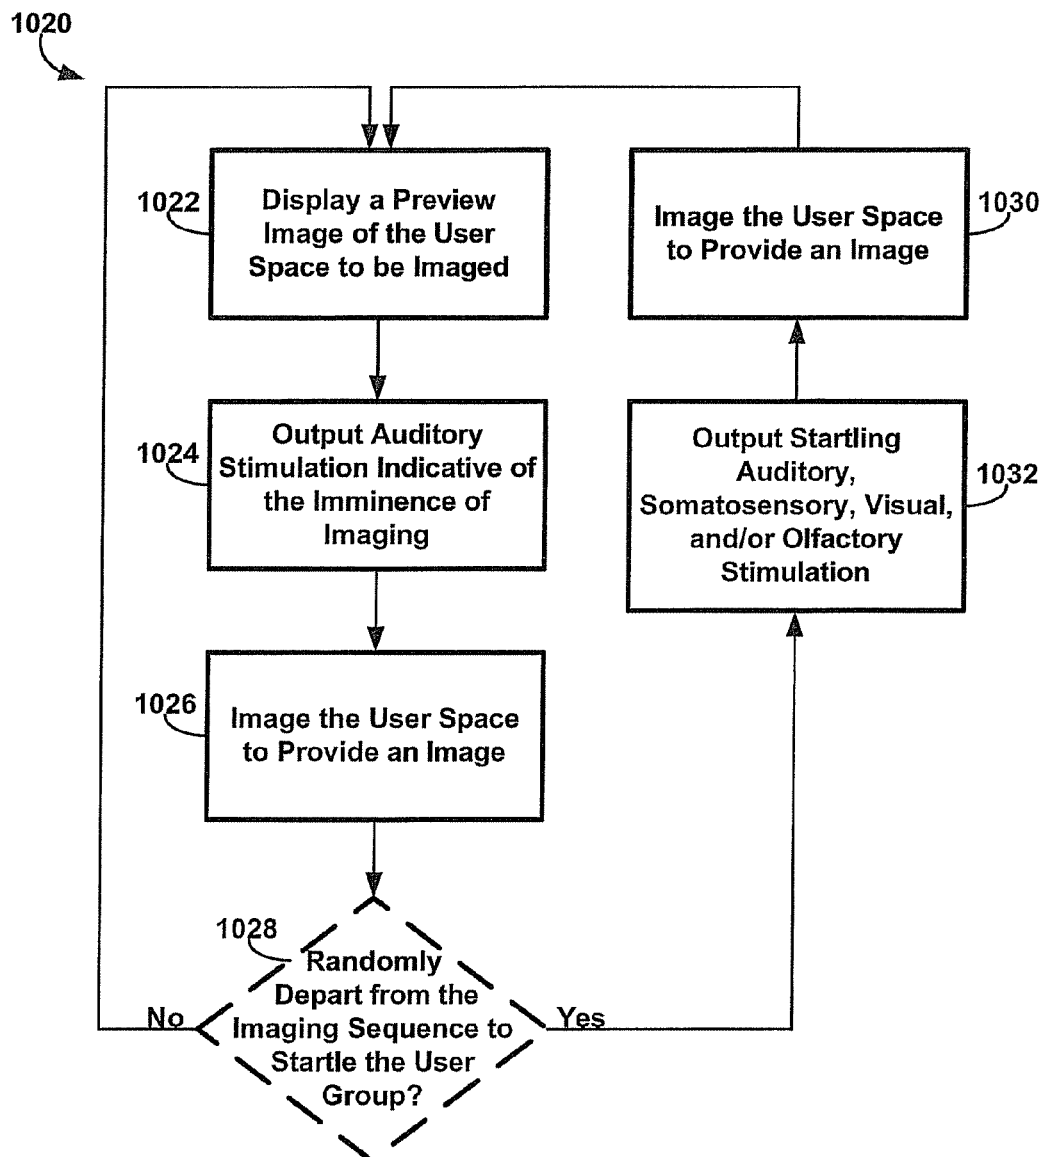 1020
1022
Display a Preview
Image of the User
Space to be Imaged
1024
Output Auditory
Stimulation Indicative of
the Imminence of
Imaging
1026
Image the User Space
to Provide an Image
1028
Randomly
Depart from the
Imaging Sequence to
Startle the User
Group?
No
Yes
1032
Output Startling
Auditory,
Somatosensory, Visual,
and/or Olfactory
Stimulation
1030
Image the User Space
to Provide an Image